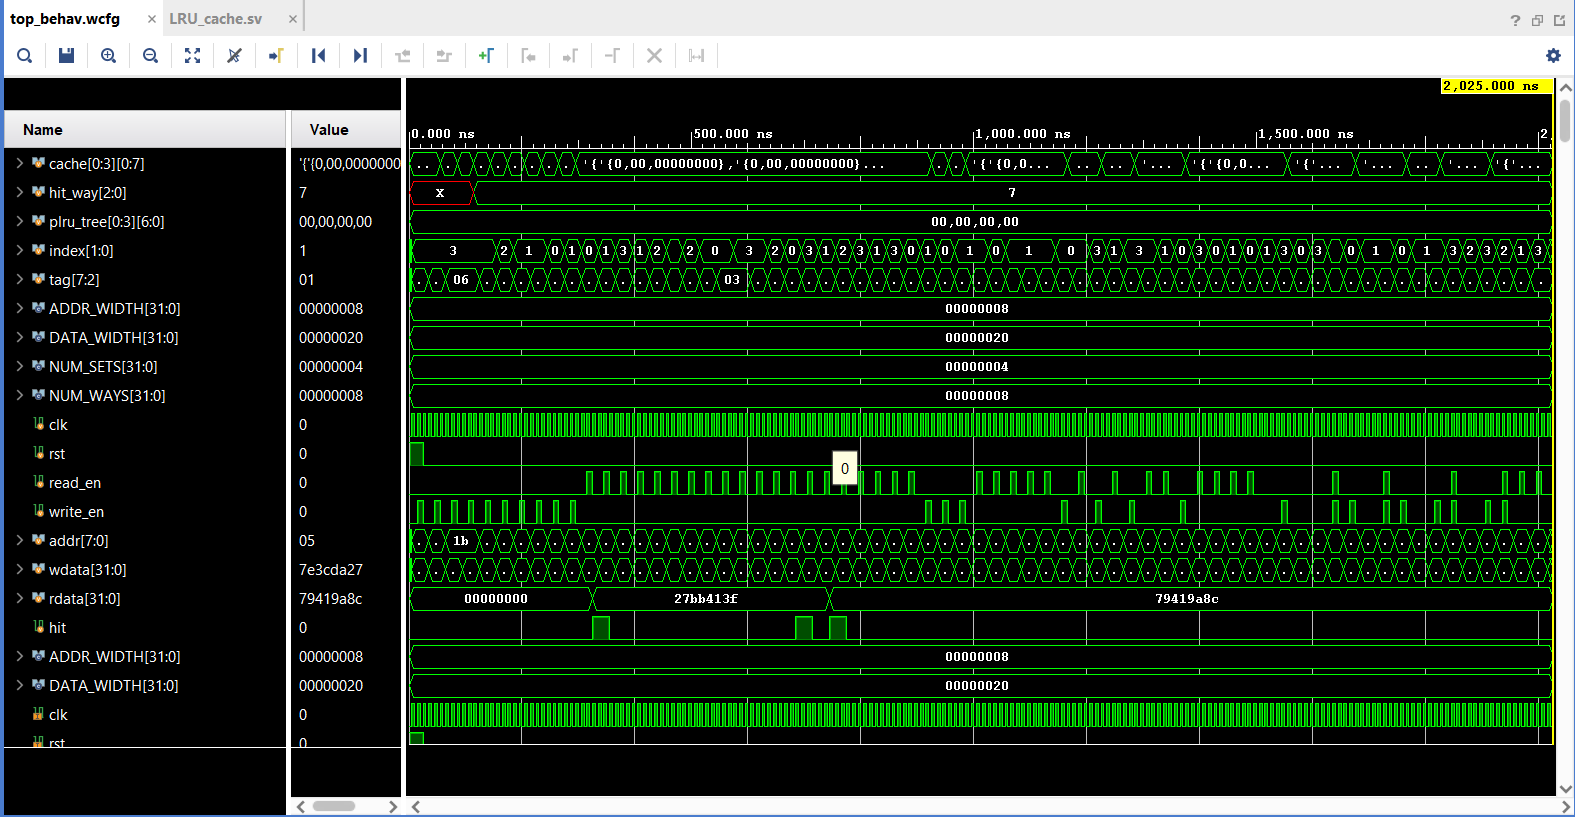 top_behav.wcfg × LRU_cache.sv ×
2,025.000 ns
Name Value
0.000 ns 500.000 ns 1,000.000 ns 1,500.000 ns 2.
cache[0:3][0:7] '{'{0,00,0000000 '{'{0,00,00000000},'{0,00,00000000}... '{'{0,0... '... '{'{0,0... '{'... '... '... '{'...
hit_way[2:0] 7 X 7
plru_tree[0:3][6:0] 00,00,00,00 00,00,00,00
index[1:0] 1 3 2 1 0 1 0 1 3 1 2 2 0 3 2 0 3 1 2 3 1 3 0 1 0 1 0 1 0 3 1 3 1 0 3 0 1 0 1 3 0 3 0 1 0 1 3 2 3 2 1 3
tag[7:2] 01 06 03
ADDR_WIDTH[31:0] 00000008 00000008
DATA_WIDTH[31:0] 00000020 00000020
NUM_SETS[31:0] 00000004 00000004
NUM_WAYS[31:0] 00000008 00000008
clk 0
rst 0
0
read_en 0
write_en 0
addr[7:0] 05 1b
wdata[31:0] 7e3cda27
rdata[31:0] 79419a8c 00000000 27bb413f 79419a8c
hit 0
ADDR_WIDTH[31:0] 00000008 00000008
DATA_WIDTH[31:0] 00000020 00000020
clk 0
rst 0